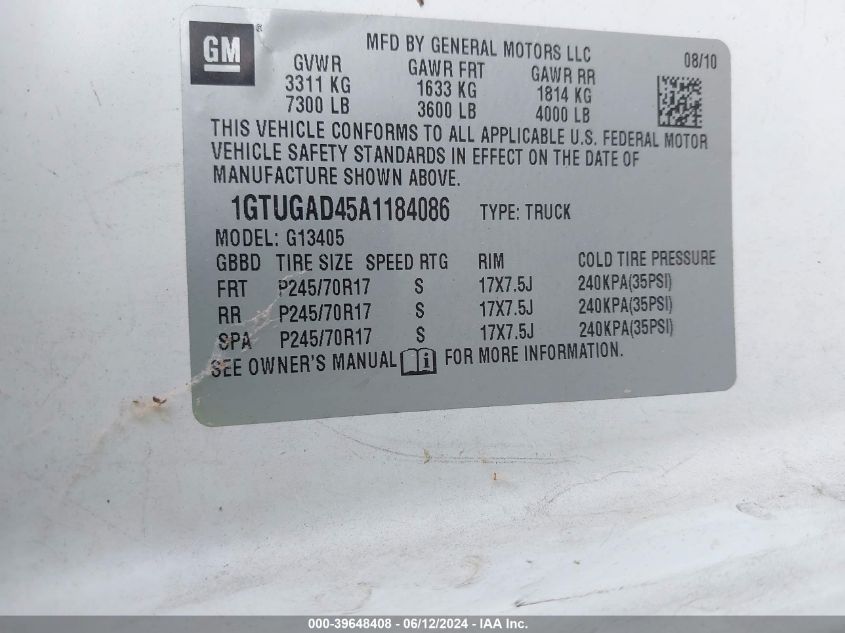 GM ®
MFD BY GENERAL MOTORS LLC
08/10
GVWR GAWR FRT GAWR RR
3311 KG 1633 KG 1814 KG
7300 LB 3600 LB 4000 LB
THIS VEHICLE CONFORMS TO ALL APPLICABLE U.S. FEDERAL MOTOR
VEHICLE SAFETY STANDARDS IN EFFECT ON THE DATE OF
MANUFACTURE SHOWN ABOVE.
1GTUGAD45A1184086 TYPE: TRUCK
MODEL: G13405
GBBD TIRE SIZE SPEED RTG RIM COLD TIRE PRESSURE
FRT P245/70R17 S 17X7.5J 240KPA(35PSI)
RR P245/70R17 S 17X7.5J 240KPA(35PSI)
SPA P245/70R17 S 17X7.5J 240KPA(35PSI)
SEE OWNER'S MANUAL i FOR MORE INFORMATION.
000-39648408 - 06/12/2024 - IAA Inc.